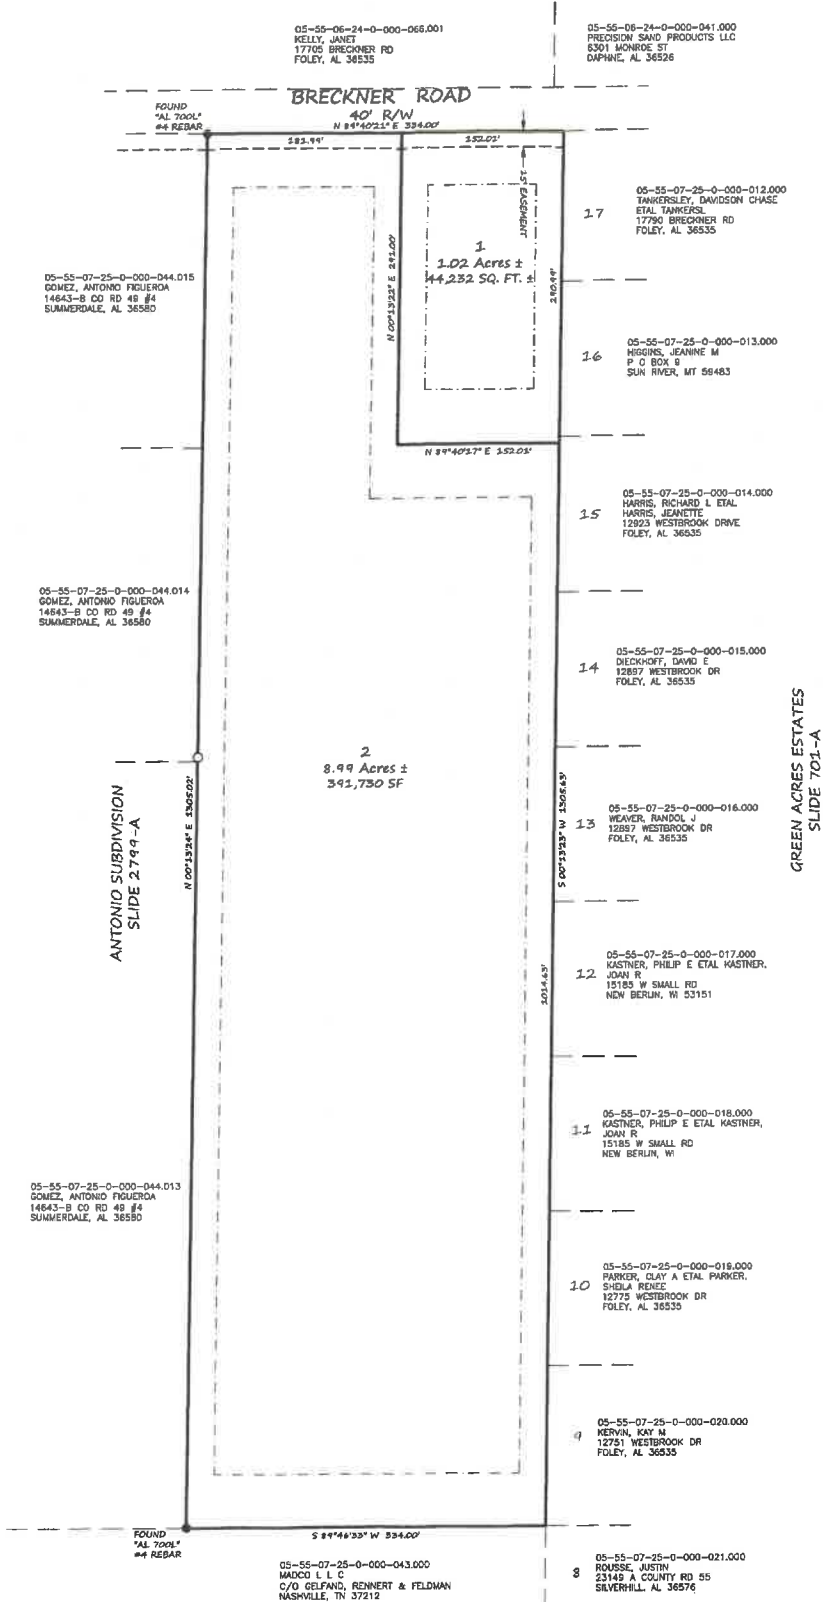 05-55-06-24-0-000-066.001
KELLY, JANET
17705 BRECKNER RD
FOLEY, AL 36535
05-55-06-24-0-000-041.000
PRECISION SAND PRODUCTS LLC
6301 MONROE ST
DAPHNE, AL 36526
BRECKNER ROAD
40' R/W
N 89°40'21" E 334.00'
FOUND
"AL 700L"
#4 REBAR
181.99'
152.01'
15' EASEMENT
1
1.02 Acres ±
44,232 SQ. FT. ±
N 00°13'22" E 291.00'
290.99'
N 89°40'17" E 152.01'
17
05-55-07-25-0-000-012.000
TANKERSLEY, DAVIDSON CHASE
ETAL TANKERSL
17790 BRECKNER RD
FOLEY, AL 36535
05-55-07-25-0-000-044.015
GOMEZ, ANTONIO FIGUEROA
14643-B CO RD 49 #4
SUMMERDALE, AL 36580
16
05-55-07-25-0-000-013.000
HIGGINS, JEANINE M
P O BOX 9
SUN RIVER, MT 59483
15
05-55-07-25-0-000-014.000
HARRIS, RICHARD L ETAL
HARRIS, JEANETTE
12923 WESTBROOK DRIVE
FOLEY, AL 36535
05-55-07-25-0-000-044.014
GOMEZ, ANTONIO FIGUEROA
14643-B CO RD 49 #4
SUMMERDALE, AL 36580
14
05-55-07-25-0-000-015.000
DIECKHOFF, DAVID E
12897 WESTBROOK DR
FOLEY, AL 36535
2
8.99 Acres ±
391,730 SF
GREEN ACRES ESTATES
SLIDE 701-A
ANTONIO SUBDIVISION
SLIDE 2799-A
N 00°13'24" E 1305.02'
S 00°13'23" W 1305.63'
13
05-55-07-25-0-000-016.000
WEAVER, RANDOL J
12897 WESTBROOK DR
FOLEY, AL 36535
1014.63'
12
05-55-07-25-0-000-017.000
KASTNER, PHILIP E ETAL KASTNER,
JOAN R
15185 W SMALL RD
NEW BERLIN, WI 53151
11
05-55-07-25-0-000-018.000
KASTNER, PHILIP E ETAL KASTNER,
JOAN R
15185 W SMALL RD
NEW BERLIN, WI
05-55-07-25-0-000-044.013
GOMEZ, ANTONIO FIGUEROA
14643-B CO RD 49 #4
SUMMERDALE, AL 36580
10
05-55-07-25-0-000-019.000
PARKER, CLAY A ETAL PARKER,
SHEILA RENEE
12775 WESTBROOK DR
FOLEY, AL 36535
9
05-55-07-25-0-000-020.000
KERVIN, KAY M
12751 WESTBROOK DR
FOLEY, AL 36535
FOUND
"AL 700L"
#4 REBAR
S 89°46'33" W 334.00'
05-55-07-25-0-000-043.000
MADCO L L C
C/O GELFAND, RENNERT & FELDMAN
NASHVILLE, TN 37212
8
05-55-07-25-0-000-021.000
ROUSSE, JUSTIN
23149 A COUNTY RD 55
SILVERHILL, AL 36576